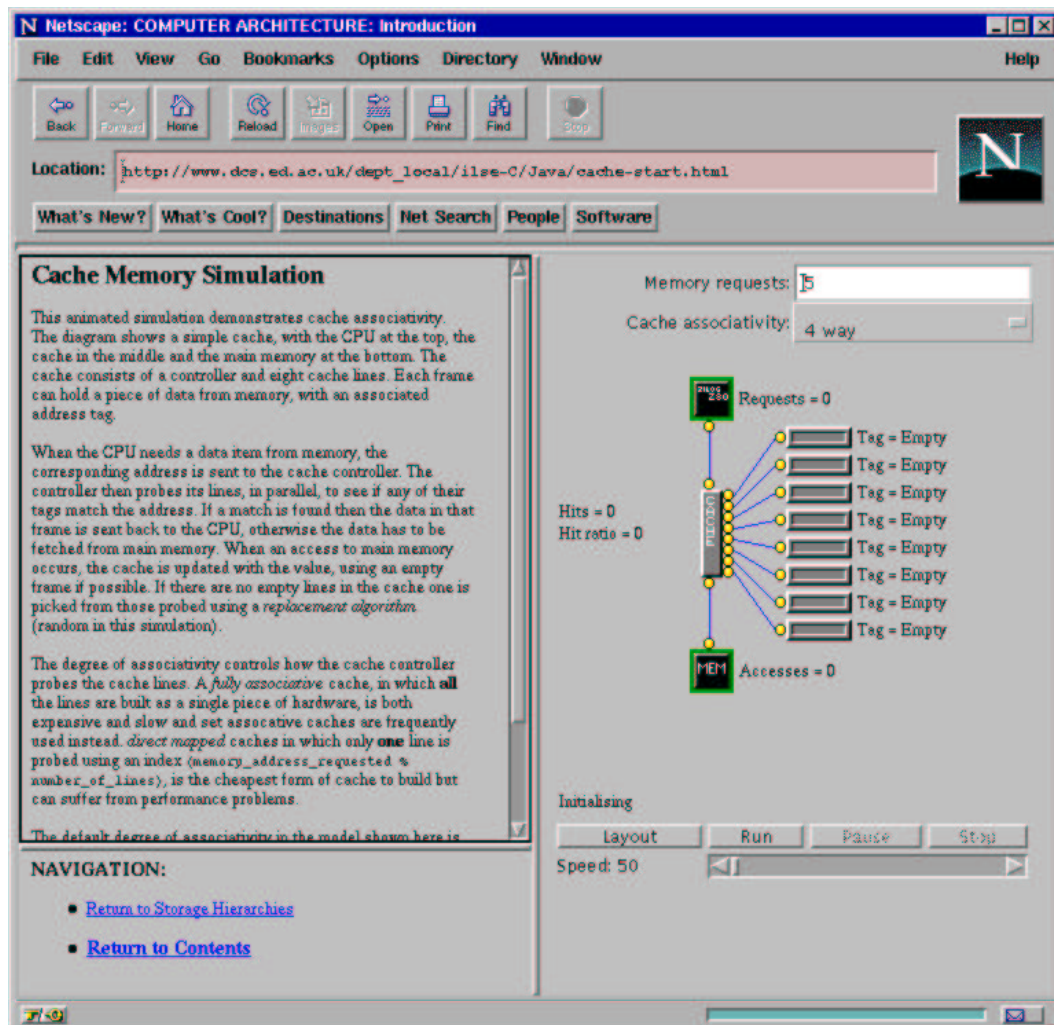 N Netscape: COMPUTER ARCHITECTURE: Introduction
File Edit View Go Bookmarks Options Directory Window Help
Back Forward Home Reload Images Open Print Find Stop
Location: http://www.dcs.ed.ac.uk/dept_local/ilse-C/Java/cache-start.html
N
What's New? What's Cool? Destinations Net Search People Software
Cache Memory Simulation
This animated simulation demonstrates cache associativity.
The diagram shows a simple cache, with the CPU at the top, the
cache in the middle and the main memory at the bottom. The
cache consists of a controller and eight cache lines. Each frame
can hold a piece of data from memory, with an associated
address tag.
When the CPU needs a data item from memory, the
corresponding address is sent to the cache controller. The
controller then probes its lines, in parallel, to see if any of their
tags match the address. If a match is found then the data in that
frame is sent back to the CPU, otherwise the data has to be
fetched from main memory. When an access to main memory
occurs, the cache is updated with the value, using an empty
frame if possible. If there are no empty lines in the cache one is
picked from those probed using a replacement algorithm
(random in this simulation).
The degree of associativity controls how the cache controller
probes the cache lines. A fully associative cache, in which all
the lines are built as a single piece of hardware, is both
expensive and slow and set assocative caches are frequently
used instead. direct mapped caches in which only one line is
probed using an index (memory_address_requested %
number_of_lines), is the cheapest form of cache to build but
can suffer from performance problems.
The default degree of associativity in the model shown here is
NAVIGATION:
Return to Storage Hierarchies
Return to Contents
Memory requests: 5
Cache associativity: 4 way
Z80 Requests = 0
Tag = Empty
Tag = Empty
Tag = Empty
Tag = Empty
Tag = Empty
Tag = Empty
Tag = Empty
Tag = Empty
Hits = 0
Hit ratio = 0
CACHE
MEM Accesses = 0
Initialising
Layout Run Pause Stop
Speed: 50